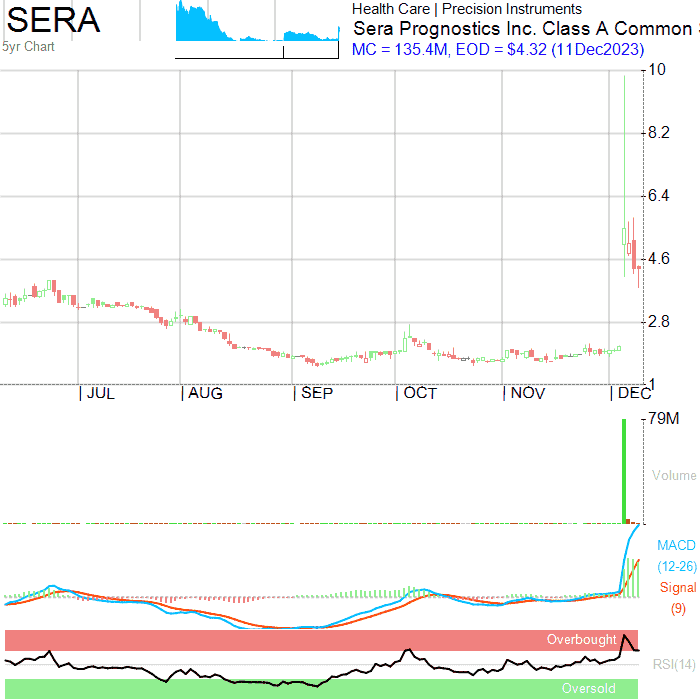 SERA
5yr Chart
Health Care | Precision Instruments
Sera Prognostics Inc. Class A Common
MC = 135.4M, EOD = $4.32 (11Dec2023)
10
8.2
6.4
4.6
2.8
1
| JUL | AUG | SEP | OCT | NOV | DEC
79M
Volume
MACD
(12-26)
Signal
(9)
Overbought
RSI(14)
Oversold